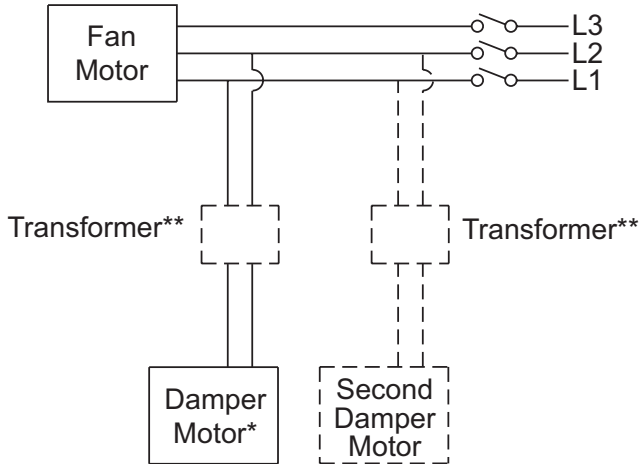 Fan
Motor
L3
L2
L1
Transformer**
Transformer**
Damper
Motor*
Second
Damper
Motor